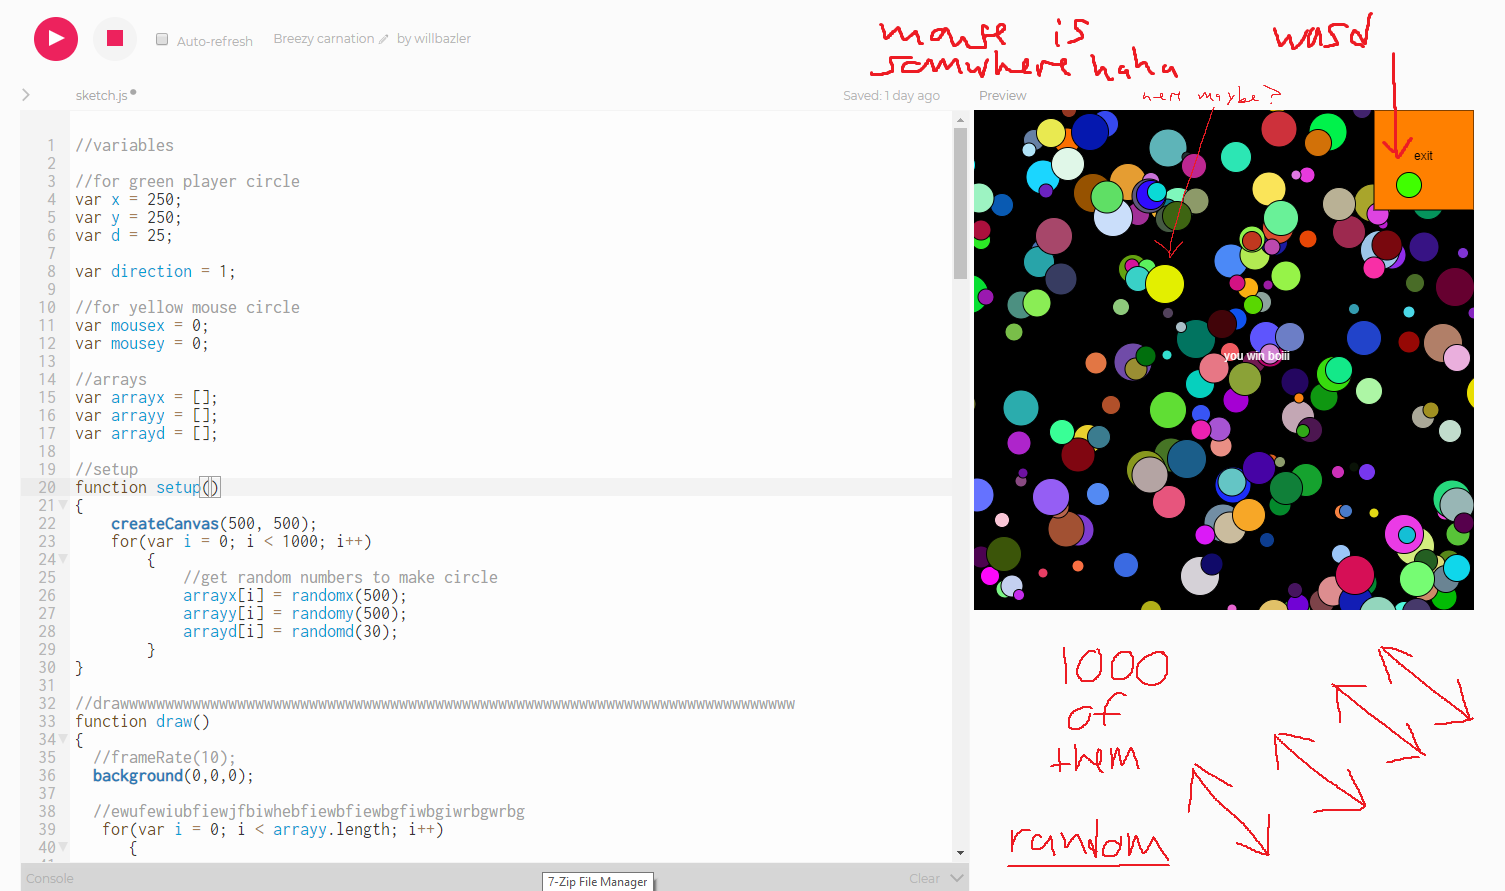 Auto-refresh
Breezy carnation
by willbazler
mouse is
somwhere haha
here maybe?
wasd
sketch.js
Saved: 1 day ago
Preview
1 //variables
2
3 //for green player circle
4 var x = 250;
5 var y = 250;
6 var d = 25;
7
8 var direction = 1;
9
10 //for yellow mouse circle
11 var mousex = 0;
12 var mousey = 0;
13
14 //arrays
15 var arrayx = [];
16 var arrayy = [];
17 var arrayd = [];
18
19 //setup
20 function setup()
21 {
22 createCanvas(500, 500);
23 for(var i = 0; i < 1000; i++)
24 {
25 //get random numbers to make circle
26 arrayx[i] = randomx(500);
27 arrayy[i] = randomy(500);
28 arrayd[i] = randomd(30);
29 }
30 }
31
32 //drawwwwwwwwwwwwwwwwwwwwwwwwwwwwwwwwwwwwwwwwwwwwwwwwwwwwwwwwwwwwwwwwwwwwwwwwwwww
33 function draw()
34 {
35 //frameRate(10);
36 background(0,0,0);
37
38 //ewufewiubfiewjfbiwhebfiewbfiewbgfiwbgiwrbgwrbg
39 for(var i = 0; i < arrayy.length; i++)
40 {
exit
you win boiii
1000
of
them
random
Console
Clear
7-Zip File Manager